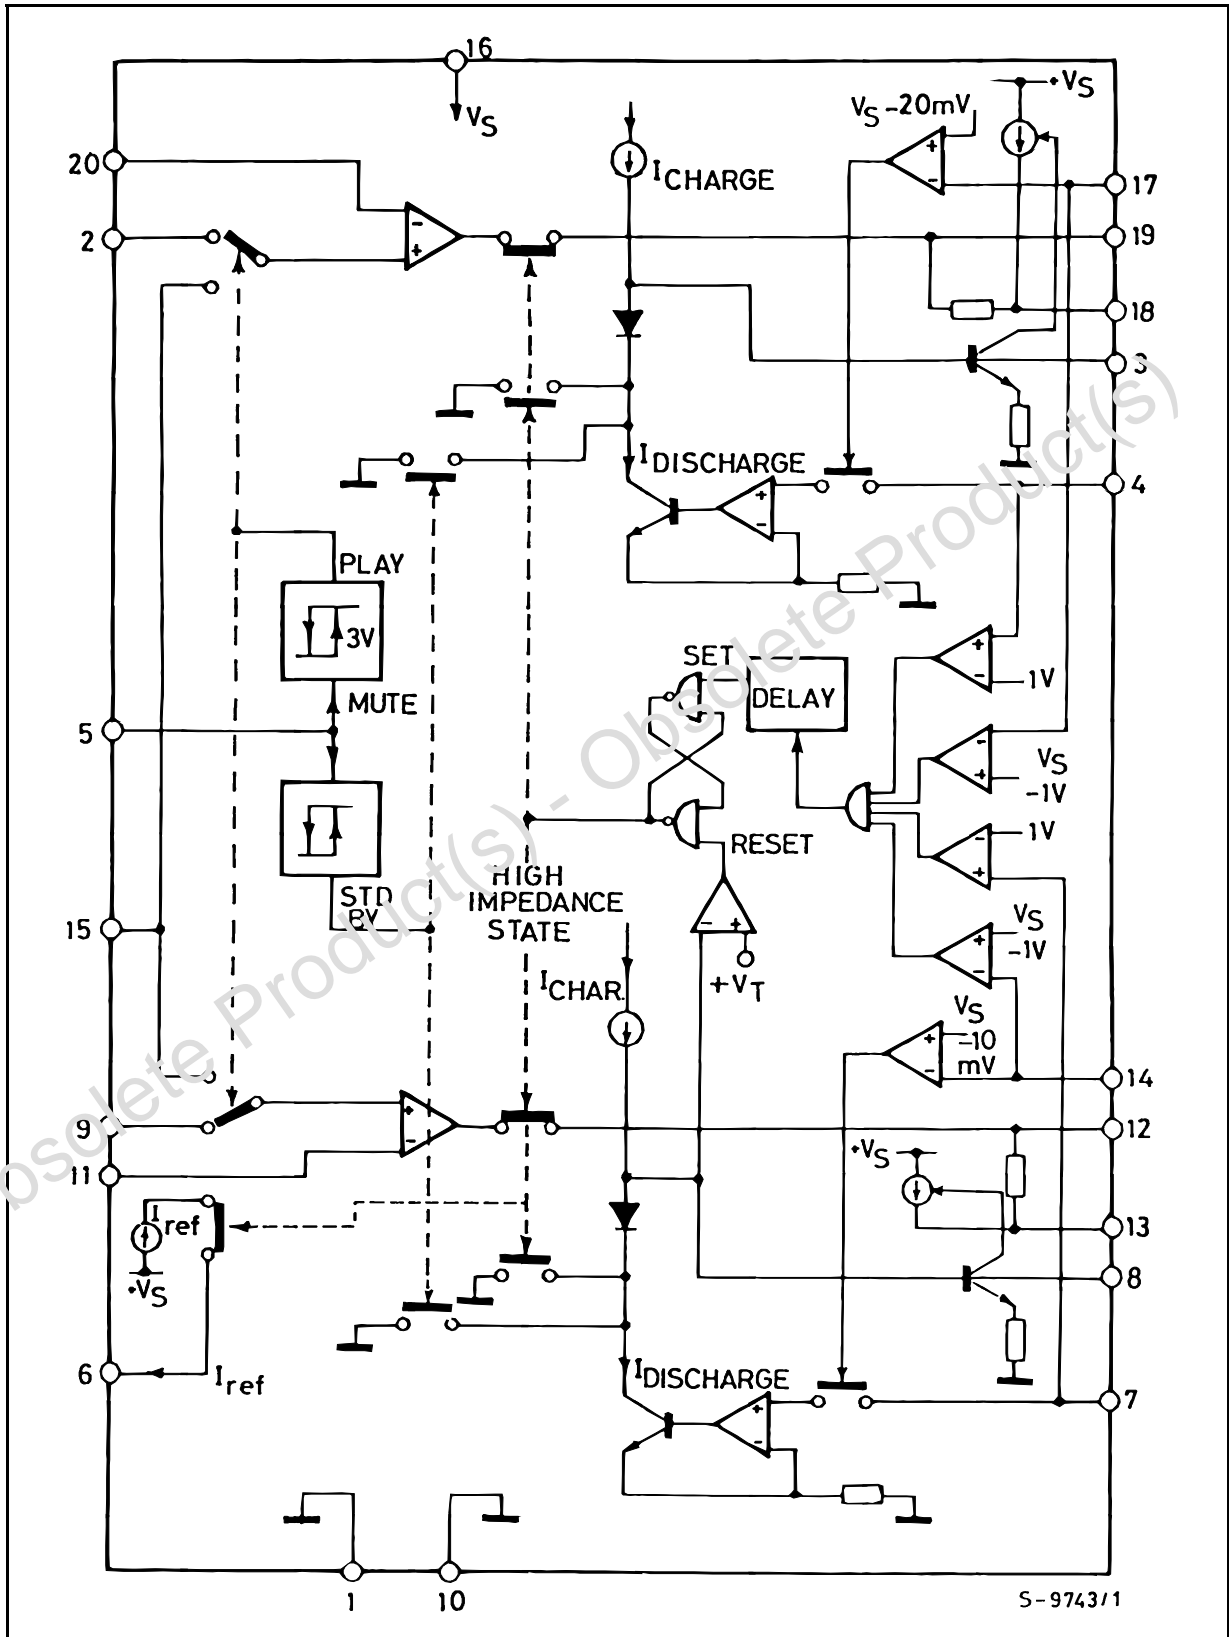 16
VS
VS -20mV
+VS
20
ICHARGE
17
2
19
18
3
IDISCHARGE
4
PLAY
3V
SET
DELAY
1V
MUTE
5
VS
-1V
RESET
1V
STD
BY
HIGH
IMPEDANCE
STATE
15
VS
-1V
+VT
ICHAR.
VS
-10
mV
14
9
12
11
+VS
Iref
13
+VS
8
6
Iref
IDISCHARGE
7
1
10
S-9743/1
Obsolete Product(s) - Obsolete Product(s)